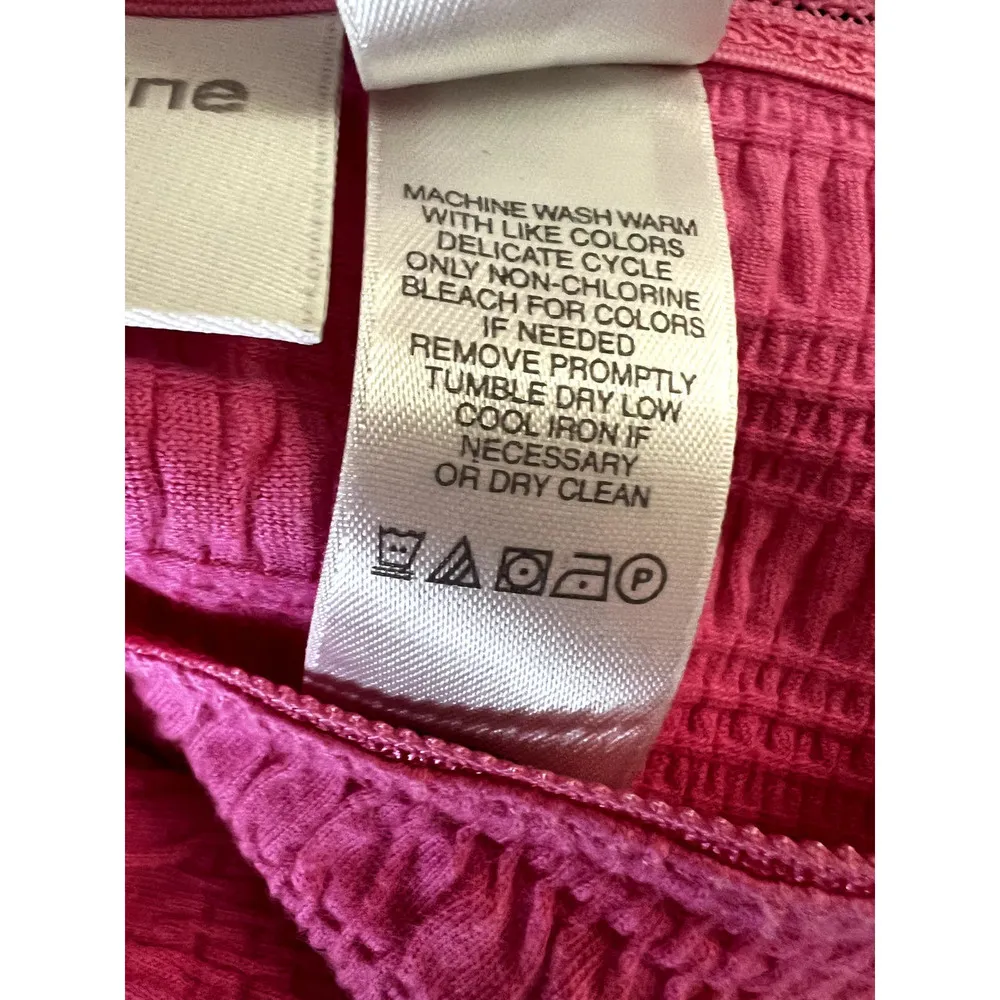 ne
MACHINE WASH WARM
WITH LIKE COLORS
DELICATE CYCLE
ONLY NON-CHLORINE
BLEACH FOR COLORS
IF NEEDED
REMOVE PROMPTLY
TUMBLE DRY LOW
COOL IRON IF
NECESSARY
OR DRY CLEAN
P